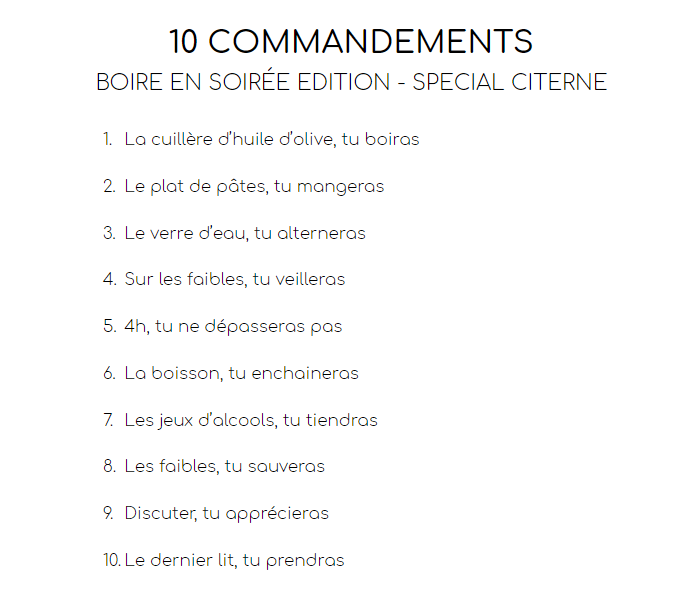 10 COMMANDEMENTS
BOIRE EN SOIRÉE EDITION - SPECIAL CITERNE
1. La cuillère d'huile d'olive, tu boiras
2. Le plat de pâtes, tu mangeras
3. Le verre d'eau, tu alterneras
4. Sur les faibles, tu veilleras
5. 4h, tu ne dépasseras pas
6. La boisson, tu enchaineras
7. Les jeux d'alcools, tu tiendras
8. Les faibles, tu sauveras
9. Discuter, tu apprécieras
10. Le dernier lit, tu prendras